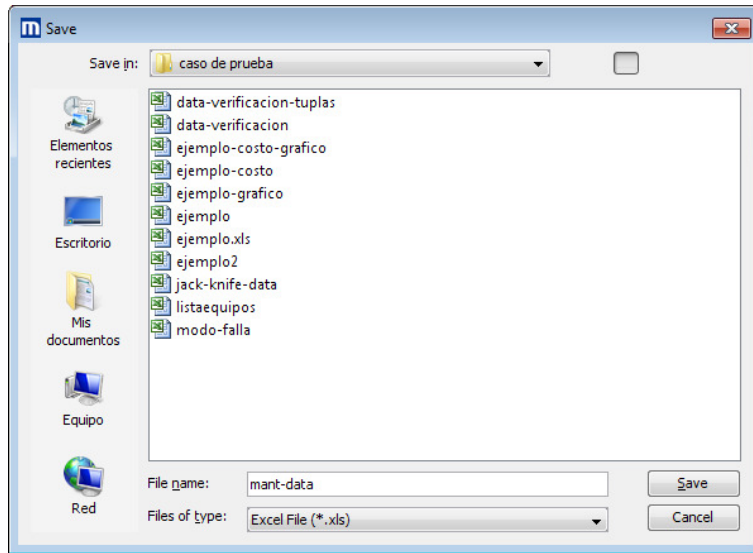 m Save
Save in: caso de prueba
Elementos
recientes
Escritorio
Mis
documentos
Equipo
Red
data-verificacion-tuplas
data-verificacion
ejemplo-costo-grafico
ejemplo-costo
ejemplo-grafico
ejemplo
ejemplo.xls
ejemplo2
jack-knife-data
listaequipos
modo-falla
File name: mant-data Save
Files of type: Excel File (*.xls) Cancel